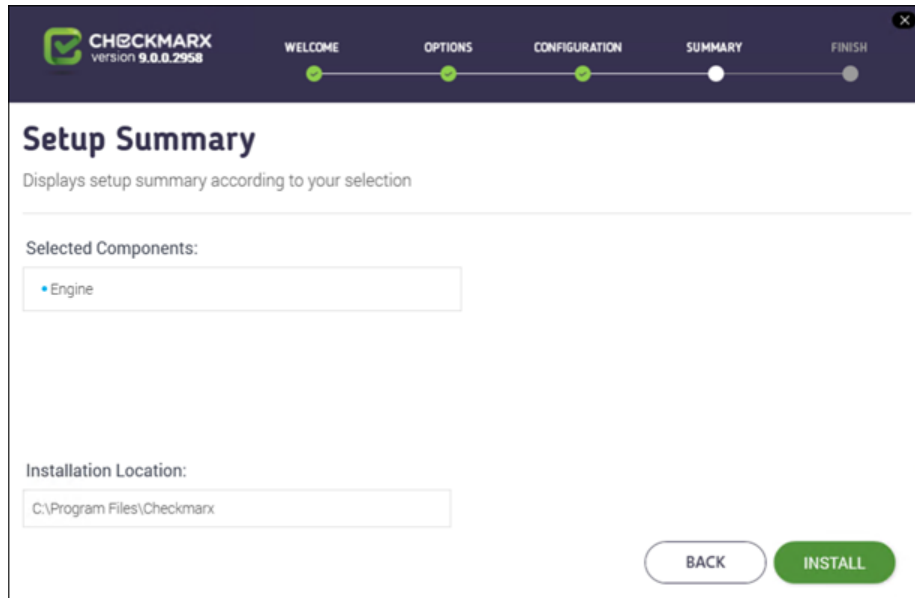 CHECKMARX
version 9.0.0.2958
WELCOME
OPTIONS
CONFIGURATION
SUMMARY
FINISH
Setup Summary
Displays setup summary according to your selection
Selected Components:
• Engine
Installation Location:
C:\Program Files\Checkmarx
BACK
INSTALL